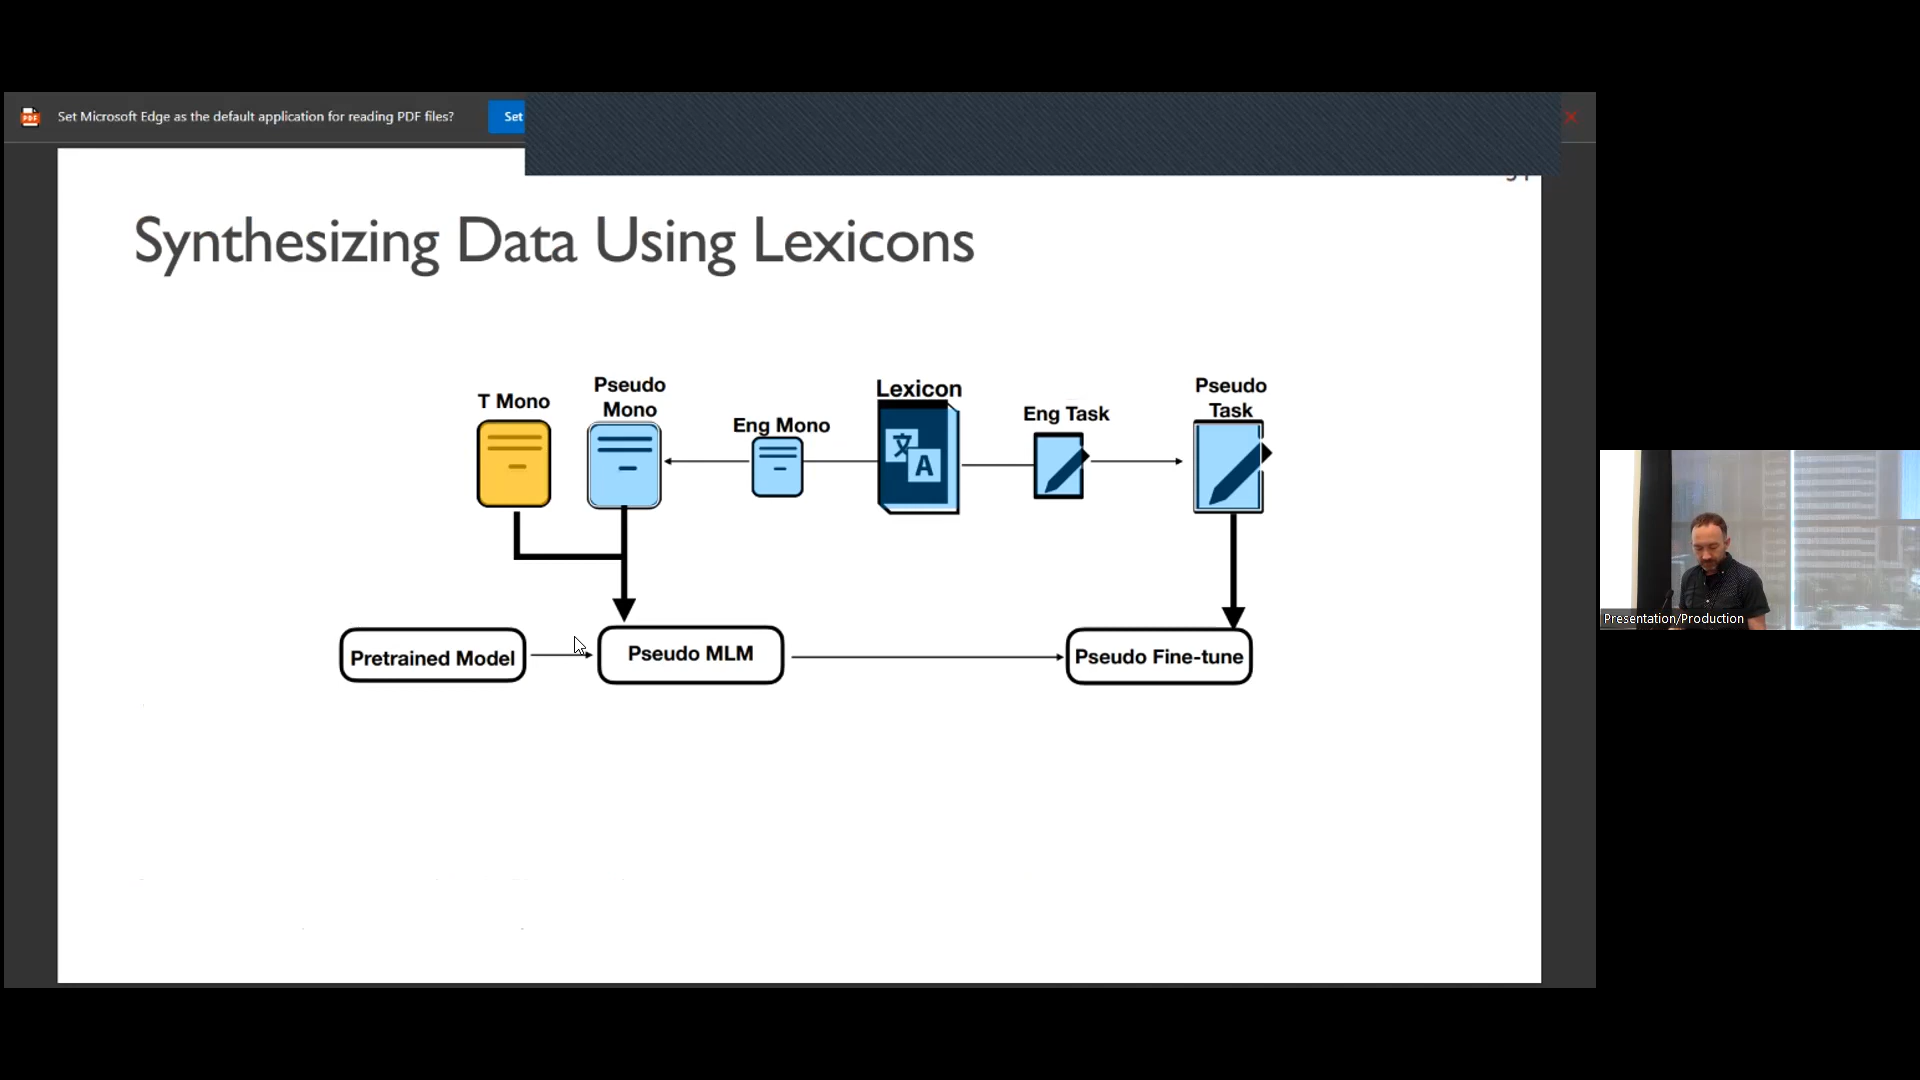 Set Microsoft Edge as the default application for reading PDF files?
Set
Synthesizing Data Using Lexicons
T Mono
Pseudo
Mono
Eng Mono
Lexicon
文
A
Eng Task
Pseudo
Task
Pretrained Model
Pseudo MLM
Pseudo Fine-tune
Presentation/Production